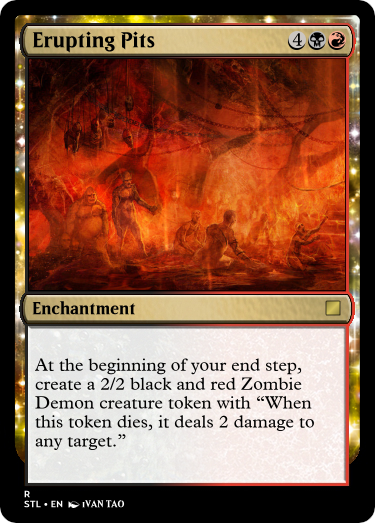 Erupting Pits 4
Enchantment
At the beginning of your end step,
create a 2/2 black and red Zombie
Demon creature token with “When
this token dies, it deals 2 damage to
any target.”
R
STL • EN IVAN TAO